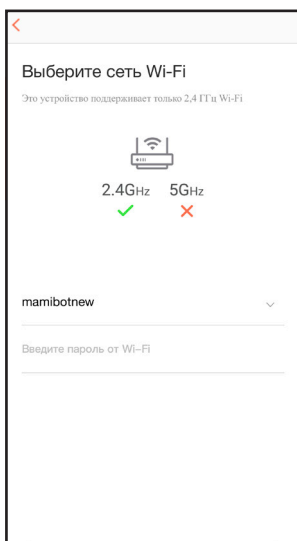 Выберите сеть Wi-Fi
Это устройство поддерживает только 2,4 ГГц Wi-Fi
2.4GHz 5GHz
mamibotnew
Введите пароль от Wi-Fi